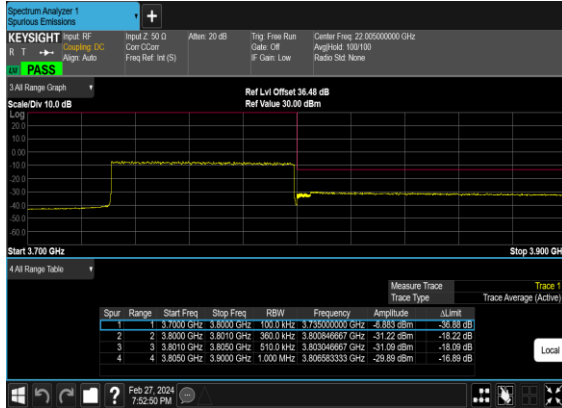 Spectrum Analyzer 1
Spurious Emissions
+
KEYSIGHT Input: RF Input Z: 50 Ω Atten: 20 dB Trig: Free Run Center Freq: 22.005000000 GHz
R T Coupling: DC Corr CCorr Gate: Off Avg|Hold: 100/100
Align: Auto Freq Ref: Int (S) IF Gain: Low Radio Std: None
PASS
3 All Range Graph Ref Lvl Offset 36.48 dB
Scale/Div 10.0 dB Ref Value 30.00 dBm
Log
20.0
10.0
0.00
-10.0
-20.0
-30.0
-40.0
-50.0
-60.0
Start 3.700 GHz Stop 3.900 GH
4 All Range Table
Measure Trace Trace 1
Trace Type Trace Average (Active)
Spur Range Start Freq Stop Freq RBW Frequency Amplitude ΔLimit
1 1 3.7000 GHz 3.8000 GHz 100.0 kHz 3.735000000 GHz -6.883 dBm -36.88 dB
2 2 3.8000 GHz 3.8010 GHz 360.0 kHz 3.800846667 GHz -31.22 dBm -18.22 dB
3 3 3.8010 GHz 3.8050 GHz 510.0 kHz 3.803046667 GHz -31.09 dBm -18.09 dB
4 4 3.8050 GHz 3.9000 GHz 1.000 MHz 3.806583333 GHz -29.89 dBm -16.89 dB
Local
? Feb 27, 2024
7:52:50 PM